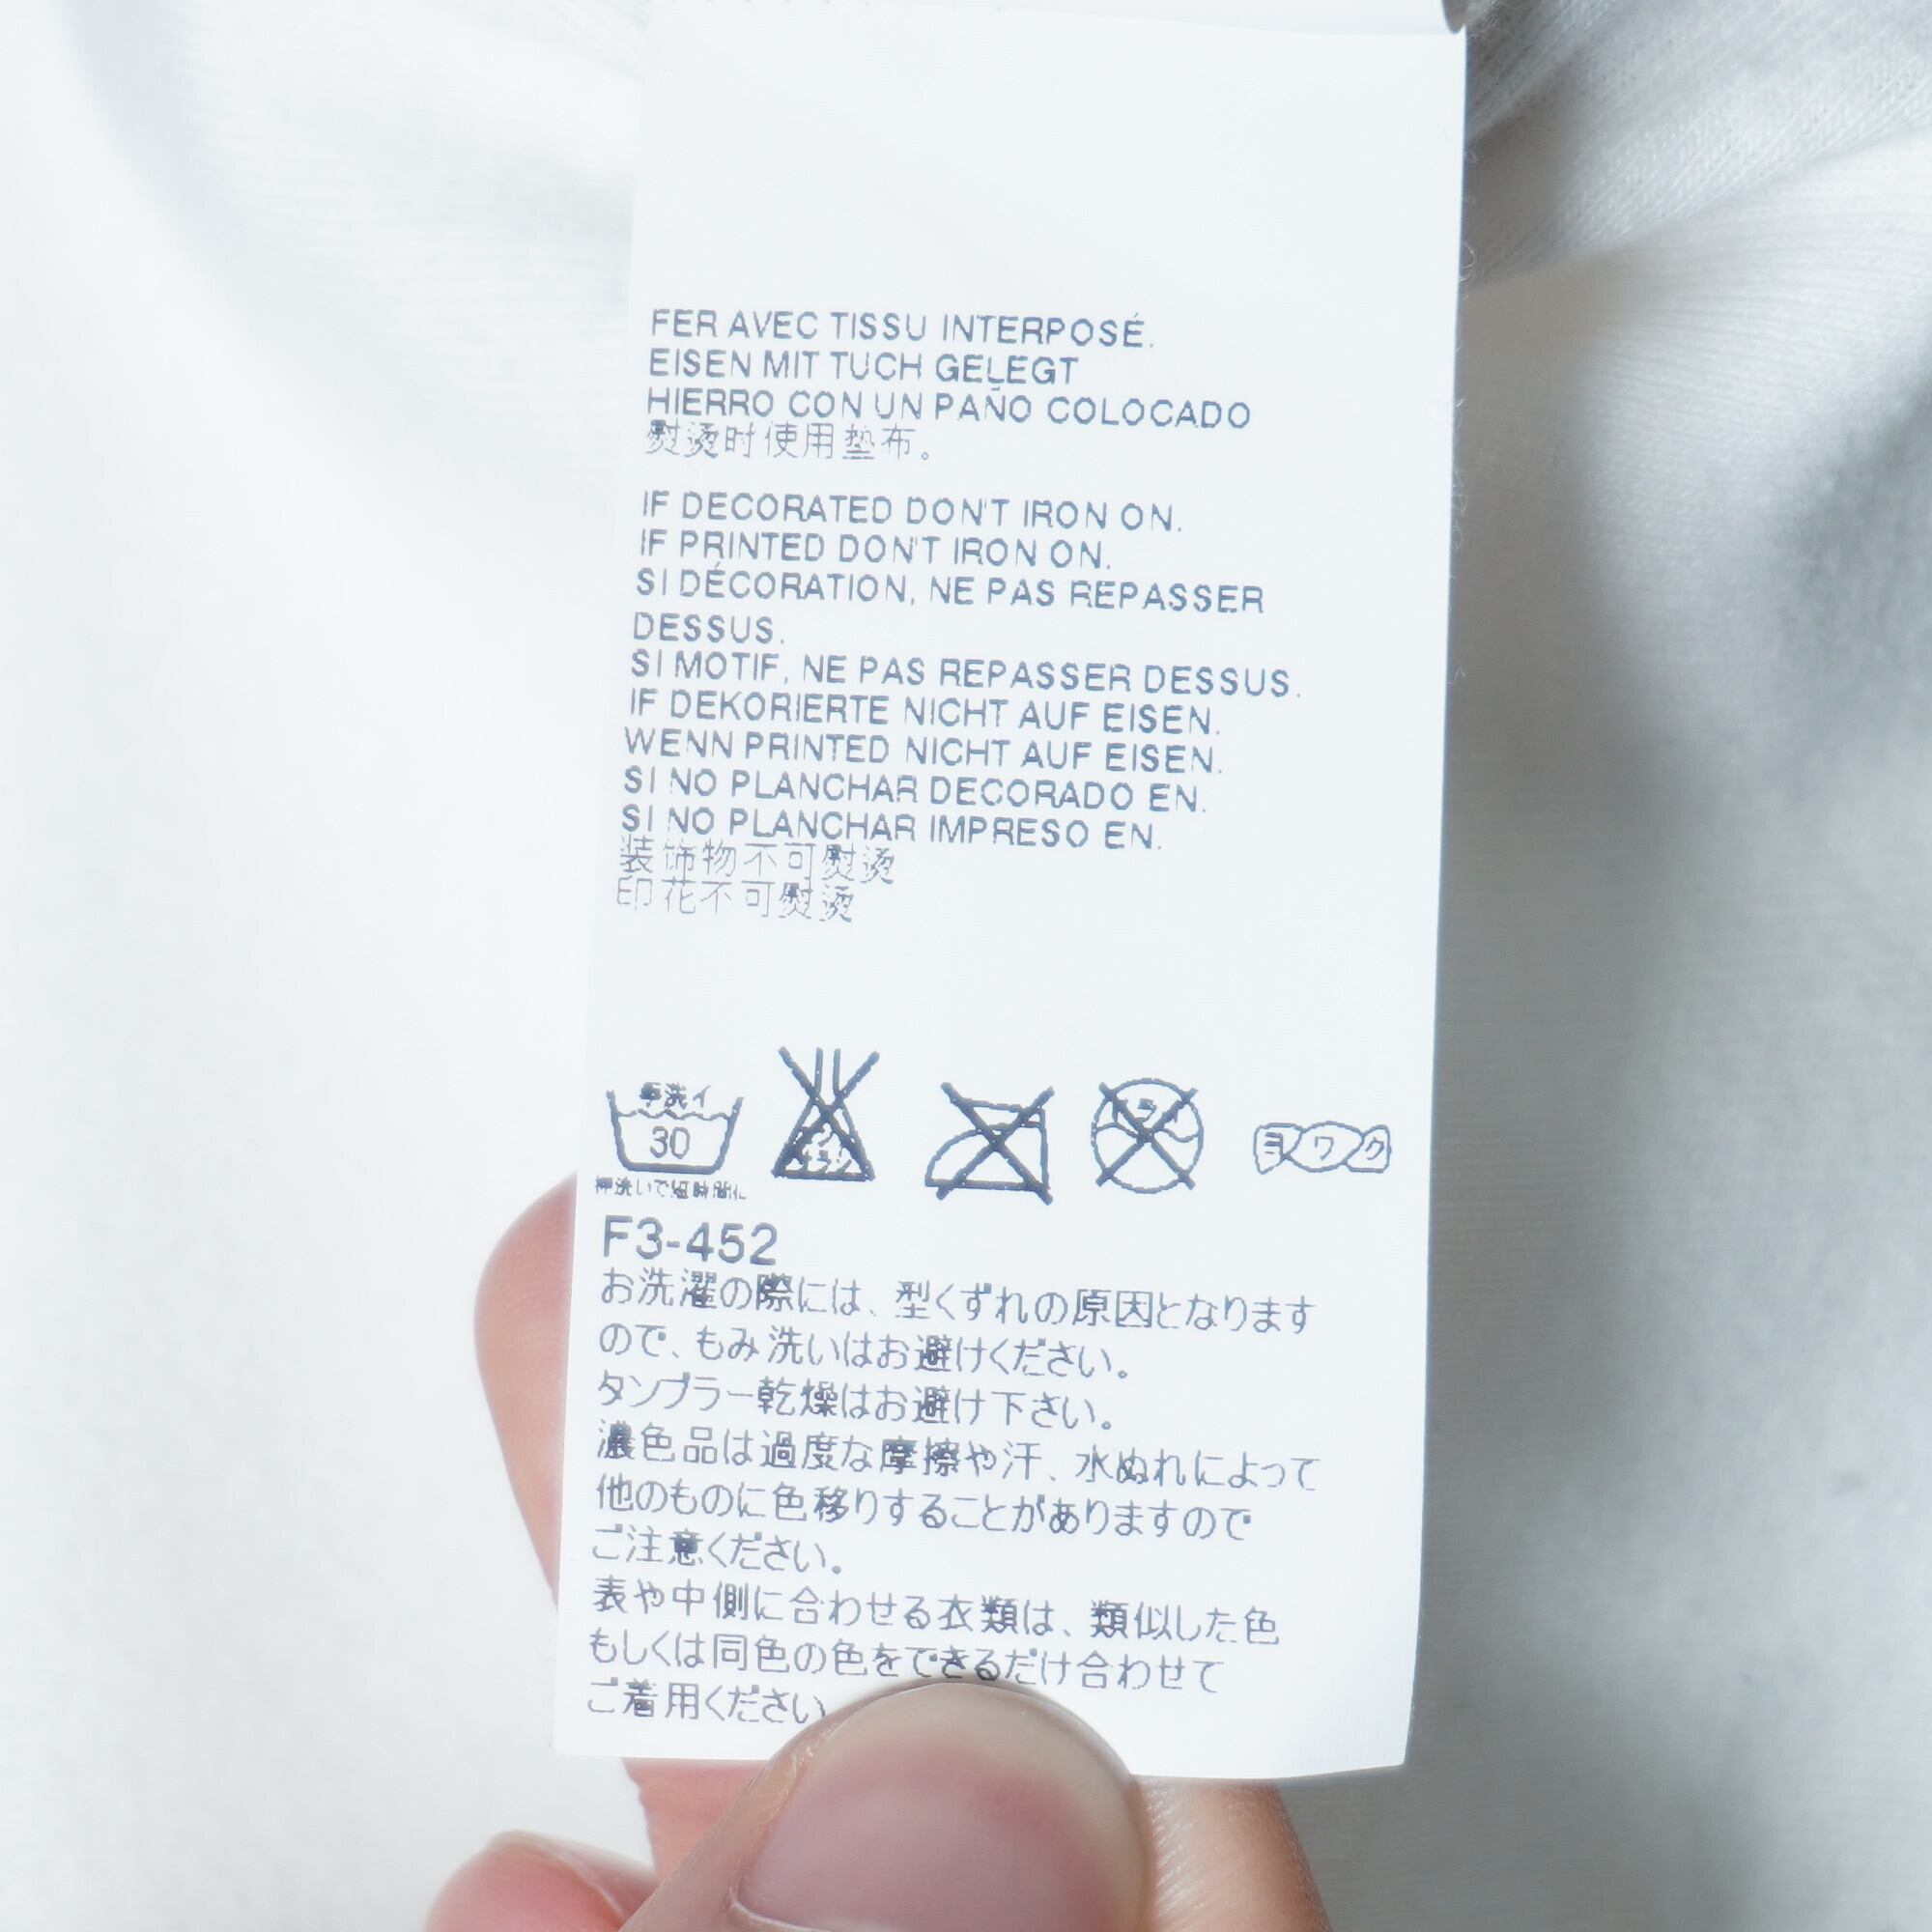 FER AVEC TISSU INTERPOSÉ.
EISEN MIT TUCH GELEGT
HIERRO CON UN PAÑO COLOCADO
熨烫时使用垫布。
IF DECORATED DON'T IRON ON.
IF PRINTED DON'T IRON ON.
SI DÉCORATION, NE PAS REPASSER
DESSUS.
SI MOTIF, NE PAS REPASSER DESSUS.
IF DEKORIERTE NICHT AUF EISEN.
WENN PRINTED NICHT AUF EISEN.
SI NO PLANCHAR DECORADO EN.
SI NO PLANCHAR IMPRESO EN.
装饰物不可熨烫
印花不可熨烫
手洗イ
30
ヨワク
押洗いで短時間に
F3-452
お洗濯の際には、型くずれの原因となります
ので、もみ洗いはお避けください。
タンブラー乾燥はお避け下さい。
濃色品は過度な摩擦や汗、水ぬれによって
他のものに色移りすることがありますので
ご注意ください。
表や中側に合わせる衣類は、類似した色
もしくは同色の色をできるだけ合わせて
ご着用ください